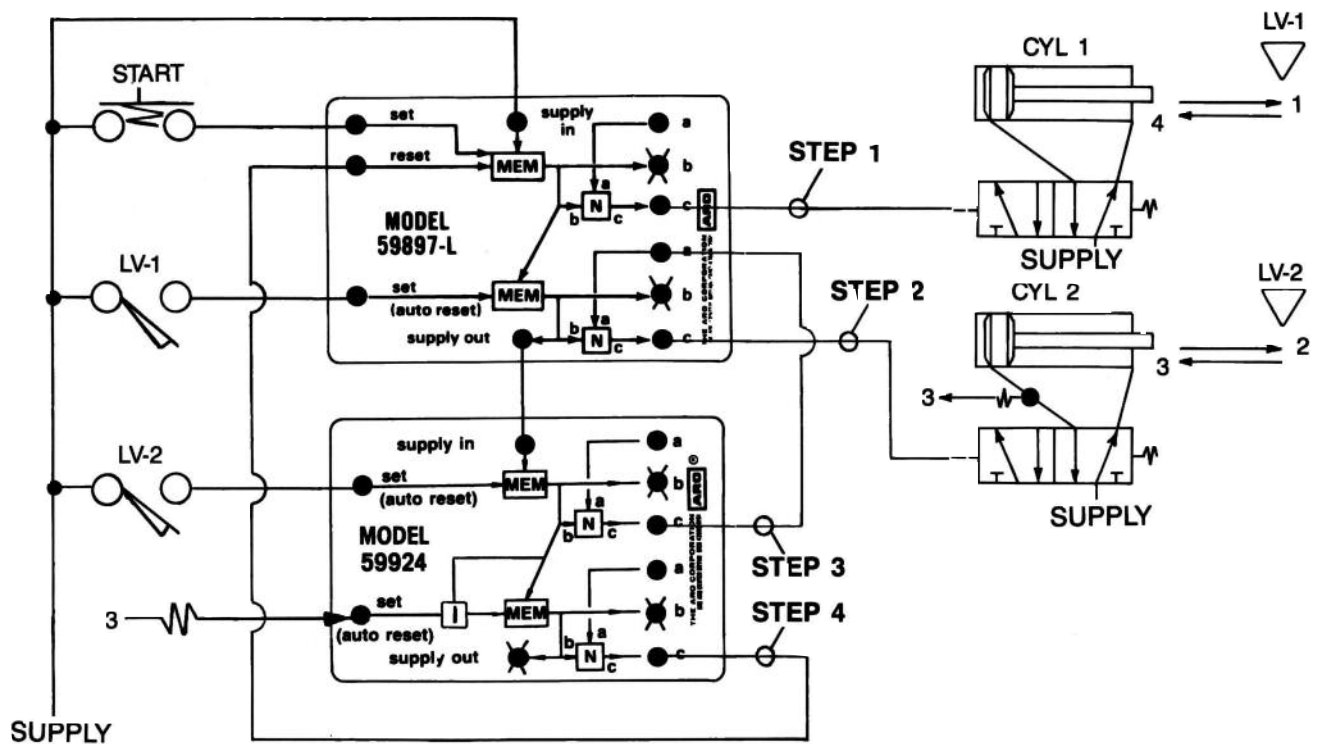 LV-1
CYL 1
START
set
supply
in
a
1
4
reset
STEP 1
MEM
b
a
N
b
c
c
MODEL
59897-L
ARO
SUPPLY
a
LV-1
LV-2
CYL 2
STEP 2
set
MEM
b
(auto reset)
a
supply out
b
N
c
c
2
3
3
supply in
a
LV-2
set
MEM
b
(auto reset)
ARO
®
a
MODEL
59924
b
N
c
c
SUPPLY
THE ARO CORPORATION
STEP 3
a
STEP 4
3
set
I
MEM
b
(auto reset)
a
supply out
b
N
c
c
SUPPLY